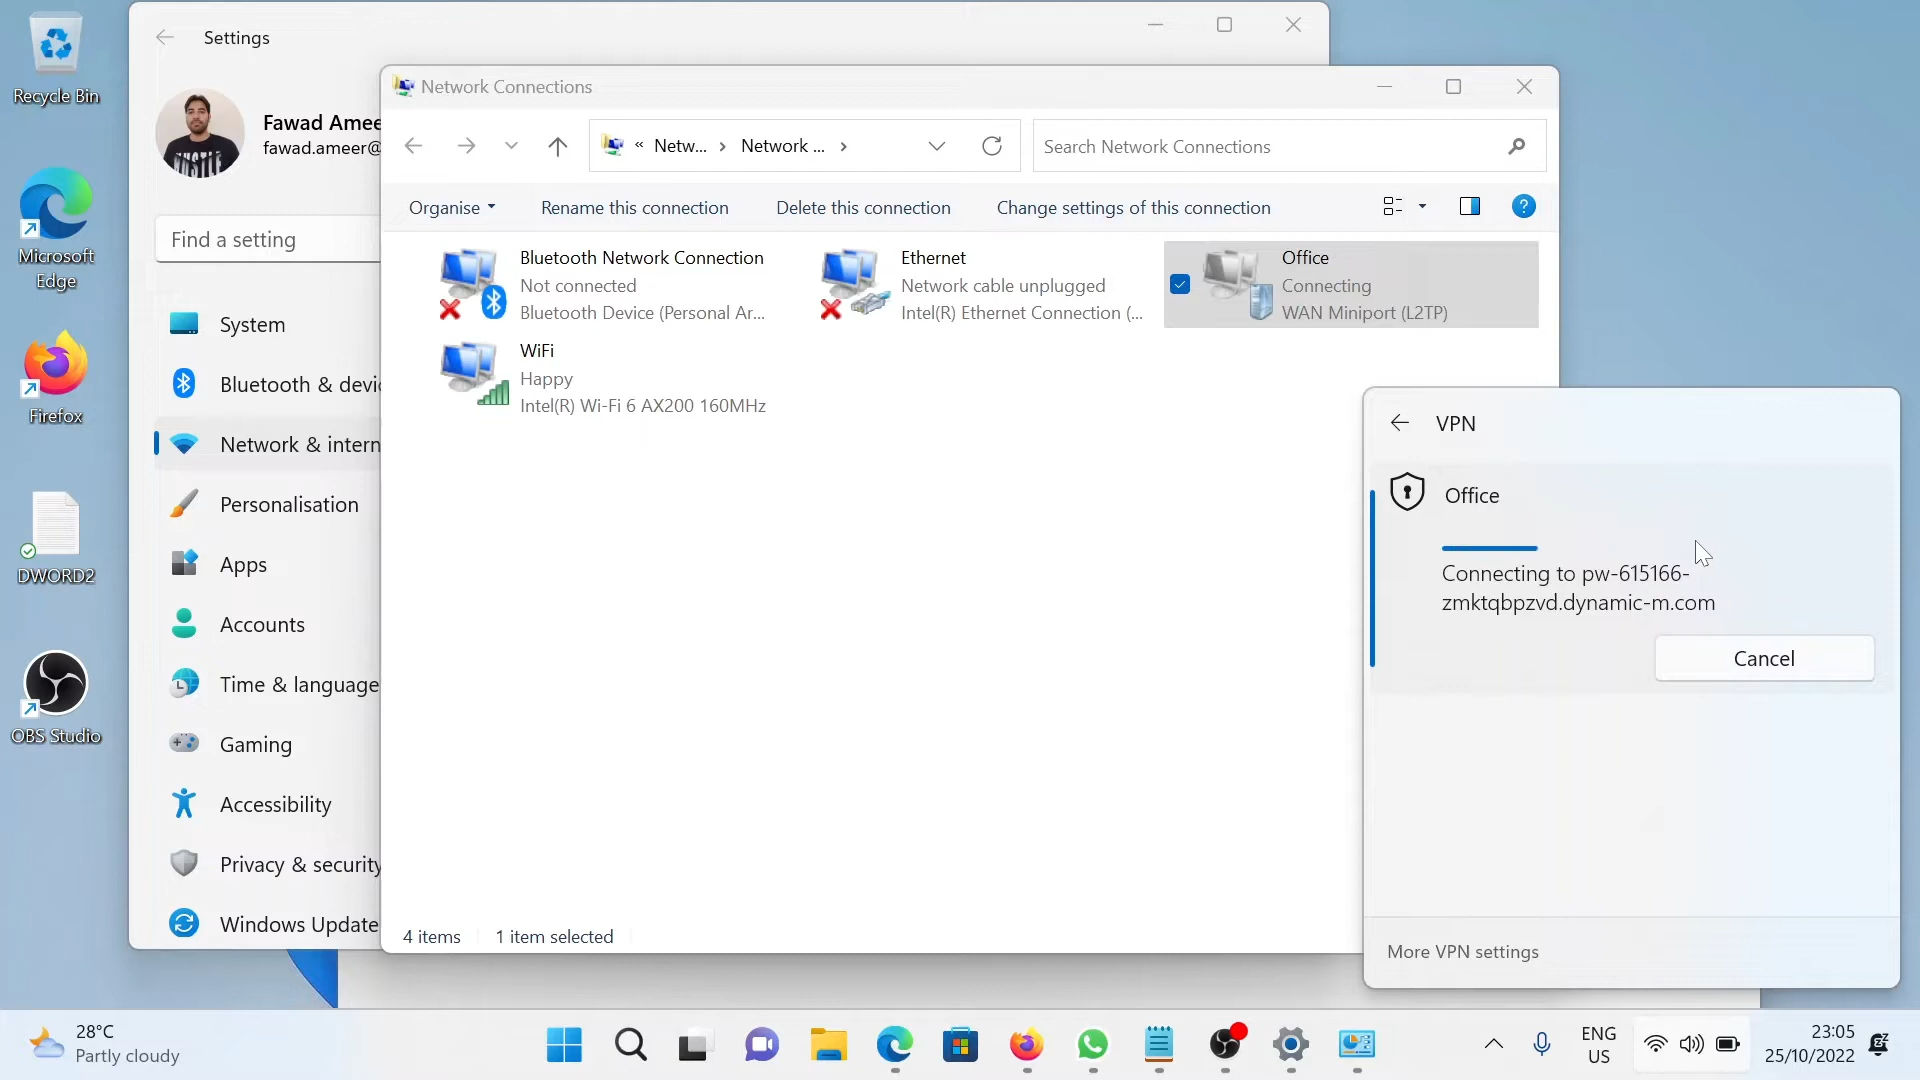 Recycle Bin
Microsoft
Edge
Firefox
DWORD2
OBS Studio
Settings
Fawad Amee
fawad.ameer@
Find a setting
System
Bluetooth & devic
Network & intern
Personalisation
Apps
Accounts
Time & language
Gaming
Accessibility
Privacy & security
Windows Update
Network Connections
« Netw... › Network ... ›
Search Network Connections
Organise
Rename this connection
Delete this connection
Change settings of this connection
Bluetooth Network Connection
Not connected
Bluetooth Device (Personal Ar...
Ethernet
Network cable unplugged
Intel(R) Ethernet Connection (...
Office
Connecting
WAN Miniport (L2TP)
WiFi
Happy
Intel(R) Wi-Fi 6 AX200 160MHz
4 items
1 item selected
VPN
Office
Connecting to pw-615166-
zmktqbpzvd.dynamic-m.com
Cancel
More VPN settings
28°C
Partly cloudy
ENG
US
23:05
25/10/2022